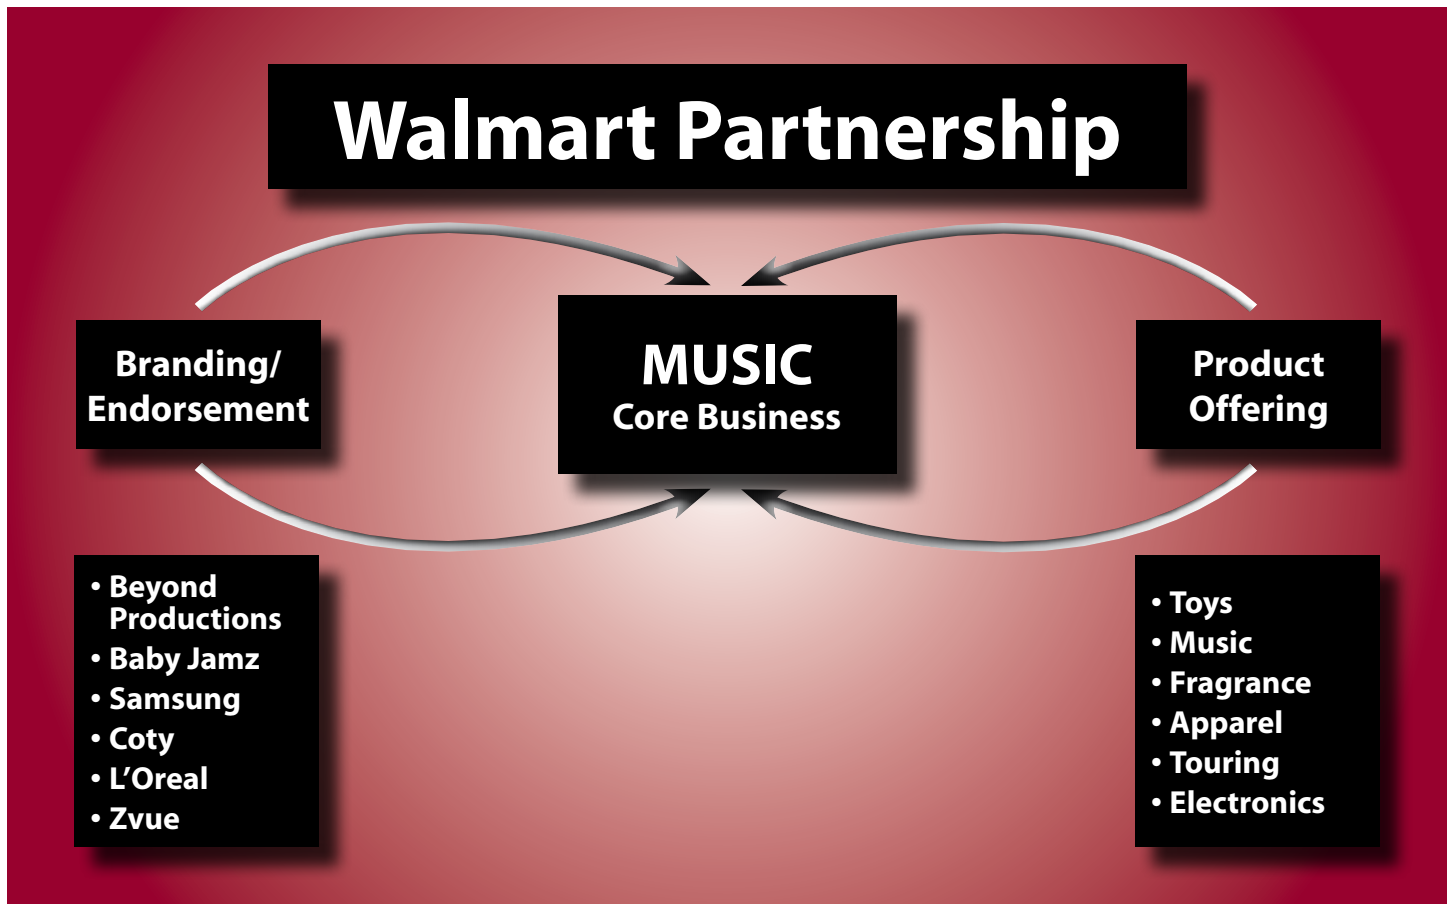 Walmart Partnership
Branding/
Endorsement
MUSIC
Core Business
Product
Offering
• Beyond
Productions
• Baby Jamz
• Samsung
• Coty
• L’Oreal
• Zvue
• Toys
• Music
• Fragrance
• Apparel
• Touring
• Electronics